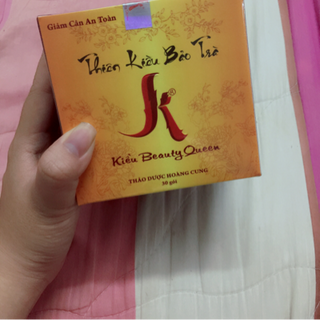 Giảm Cân An Toàn
Thiên Kiều Bảo Trà
Kiều Beauty Queen
THẢO DƯỢC HOÀNG CUNG
30 gói